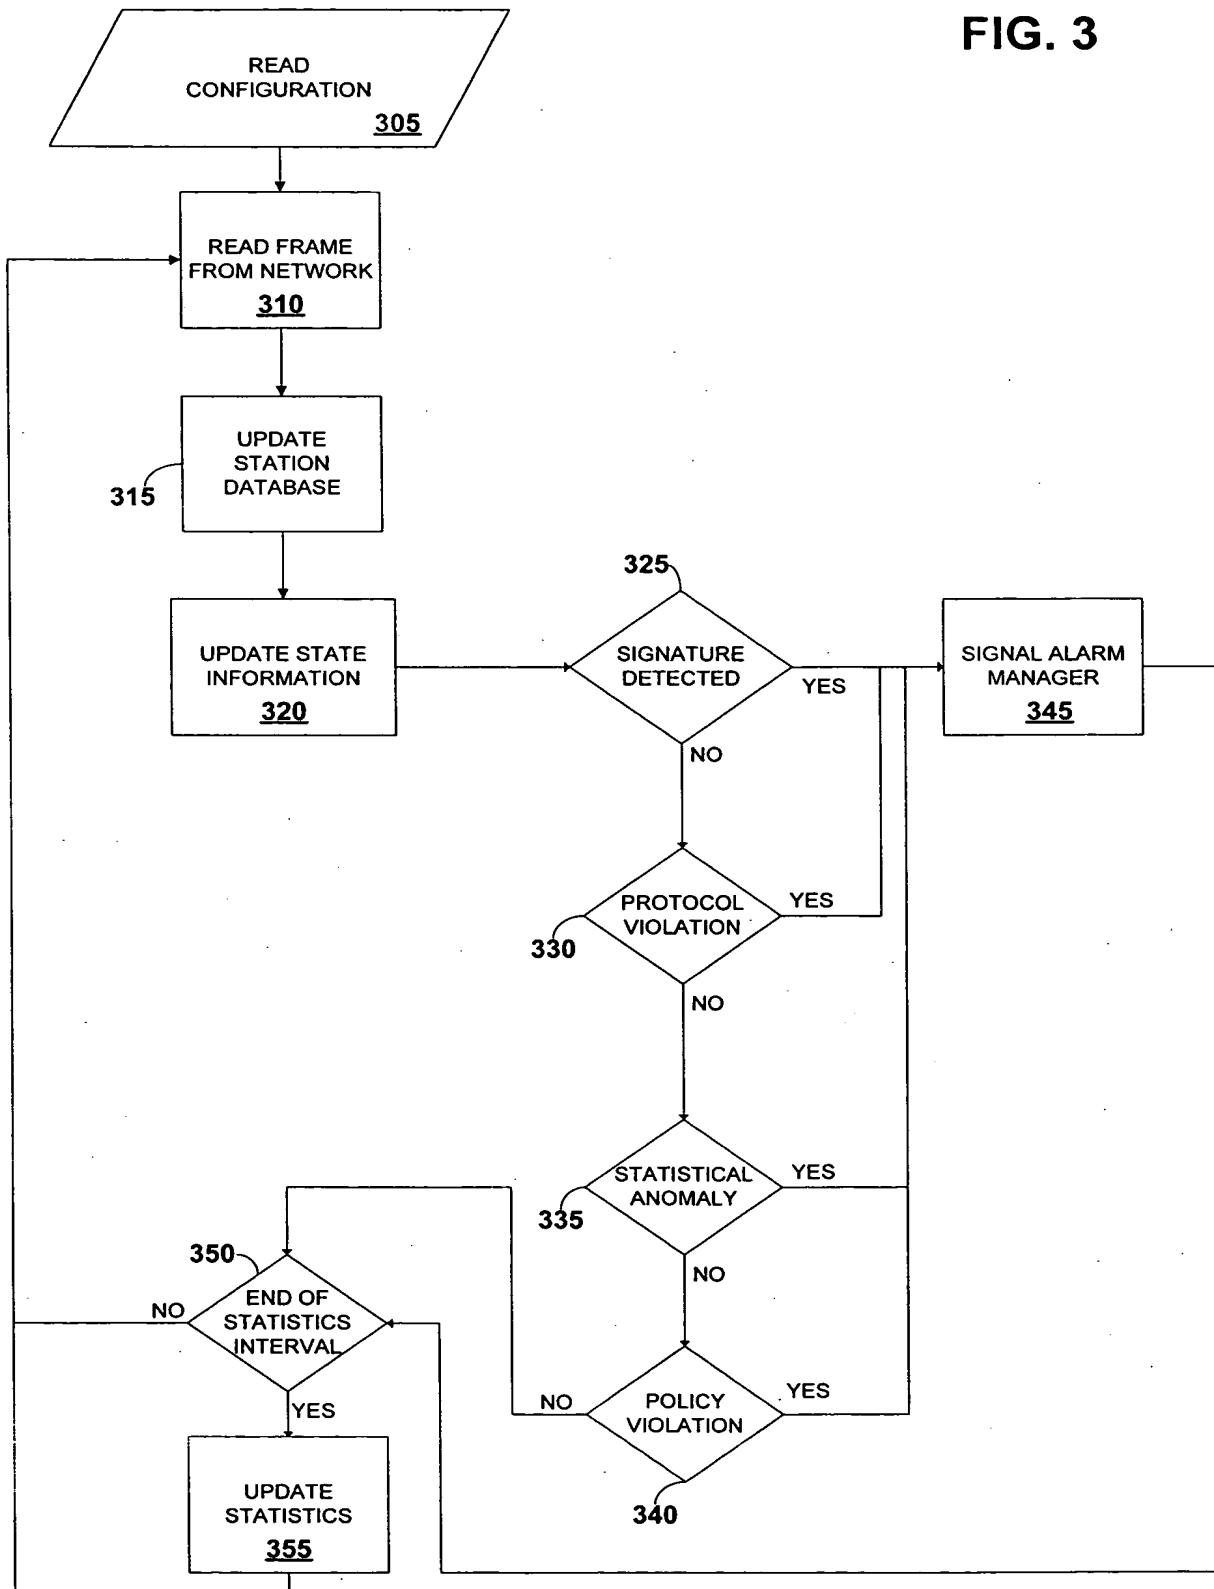 FIG. 3
READ
CONFIGURATION
305
READ FRAME
FROM NETWORK
310
UPDATE
STATION
DATABASE
315
UPDATE STATE
INFORMATION
320
325
SIGNATURE
DETECTED
YES
NO
SIGNAL ALARM
MANAGER
345
PROTOCOL
VIOLATION
YES
330
NO
STATISTICAL
ANOMALY
YES
335
NO
350
END OF
STATISTICS
INTERVAL
NO
YES
POLICY
VIOLATION
NO
YES
340
UPDATE
STATISTICS
355